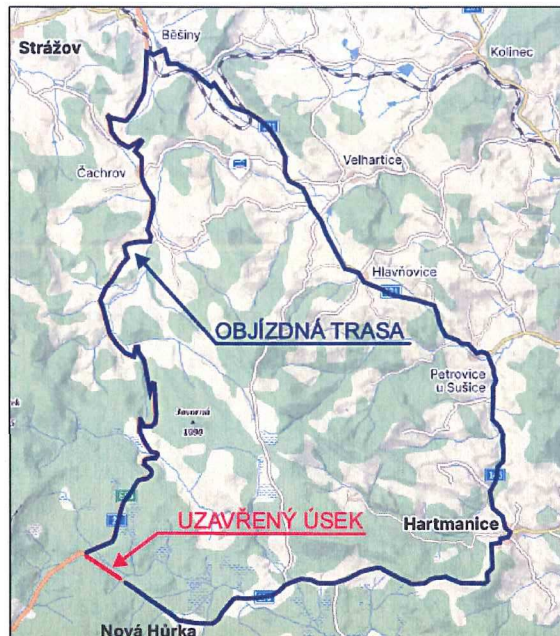 Běšiny
Strážov
Kolinec
Čachrov
Velhartice
Hlavňovice
OBJÍZDNÁ TRASA
Petrovice
u Sušice
Javorná
1090
Hartmanice
UZAVŘENÝ ÚSEK
Nová Hůrka